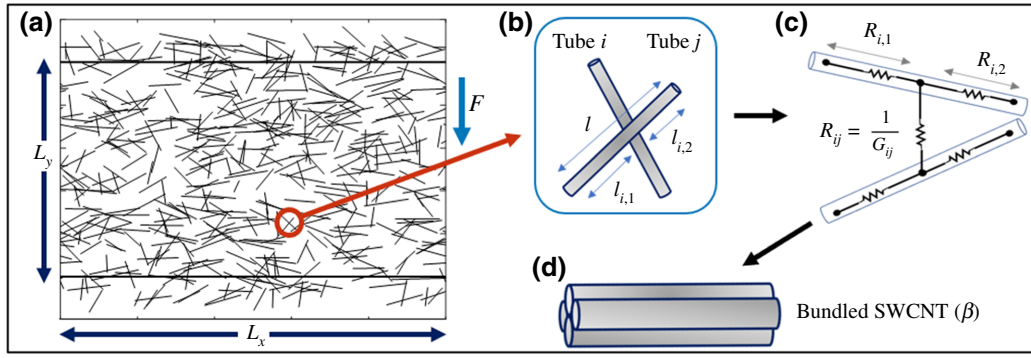 (a)
L_y
F
L_x
(b)
Tube i Tube j
l
l_{i,2}
l_{i,1}
(c)
R_{i,1}
R_{i,2}
R_{ij} = 1/G_{ij}
(d)
Bundled SWCNT (β)